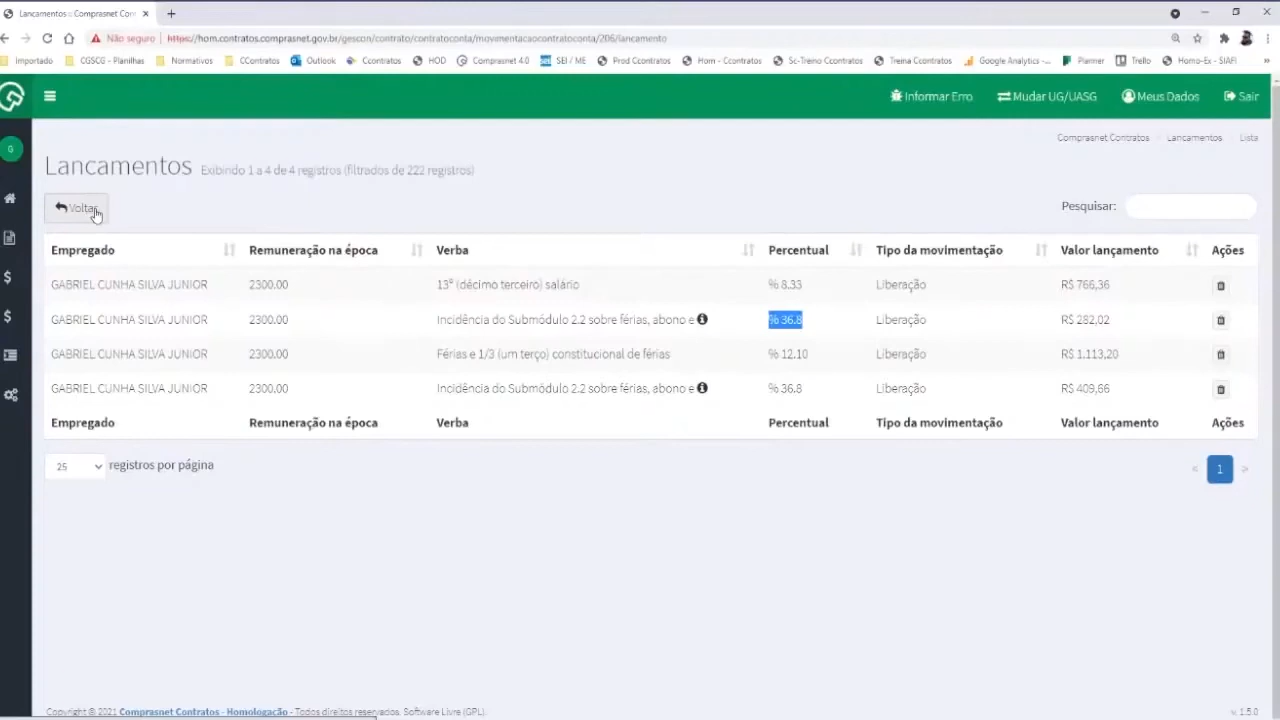 Lancamentos :: Comprasnet Cont
Não seguro https://hom.contratos.comprasnet.gov.br/gescon/contrato/contratoconta/movimentacaocontratoconta/206/lancamento
Importado CGSCG - Planilhas Normativos CContratos Outlook Ccontratos HOD Comprasnet 4.0 sei SEI / ME Prod Ccontratos Hom - Ccontratos Sc-Treino Ccontratos Treina Ccontratos Google Analytics -... Planner Trello Homo-Ex - SIAFI »
Informar Erro Mudar UG/UASG Meus Dados Sair
G
Comprasnet Contratos Lancamentos Lista
Lancamentos Exibindo 1 a 4 de 4 registros (filtrados de 222 registros)
Voltar Pesquisar:
Empregado Remuneração na época Verba Percentual Tipo da movimentação Valor lançamento Ações
GABRIEL CUNHA SILVA JUNIOR 2300.00 13º (décimo terceiro) salário % 8.33 Liberação R$ 766,36
GABRIEL CUNHA SILVA JUNIOR 2300.00 Incidência do Submódulo 2.2 sobre férias, abono e % 36.8 Liberação R$ 282,02
GABRIEL CUNHA SILVA JUNIOR 2300.00 Férias e 1/3 (um terço) constitucional de férias % 12.10 Liberação R$ 1.113,20
GABRIEL CUNHA SILVA JUNIOR 2300.00 Incidência do Submódulo 2.2 sobre férias, abono e % 36.8 Liberação R$ 409,66
Empregado Remuneração na época Verba Percentual Tipo da movimentação Valor lançamento Ações
25 registros por página < 1 >
Copyright © 2021 Comprasnet Contratos - Homologação - Todos direitos reservados. Software Livre (GPL). v. 1.5.0